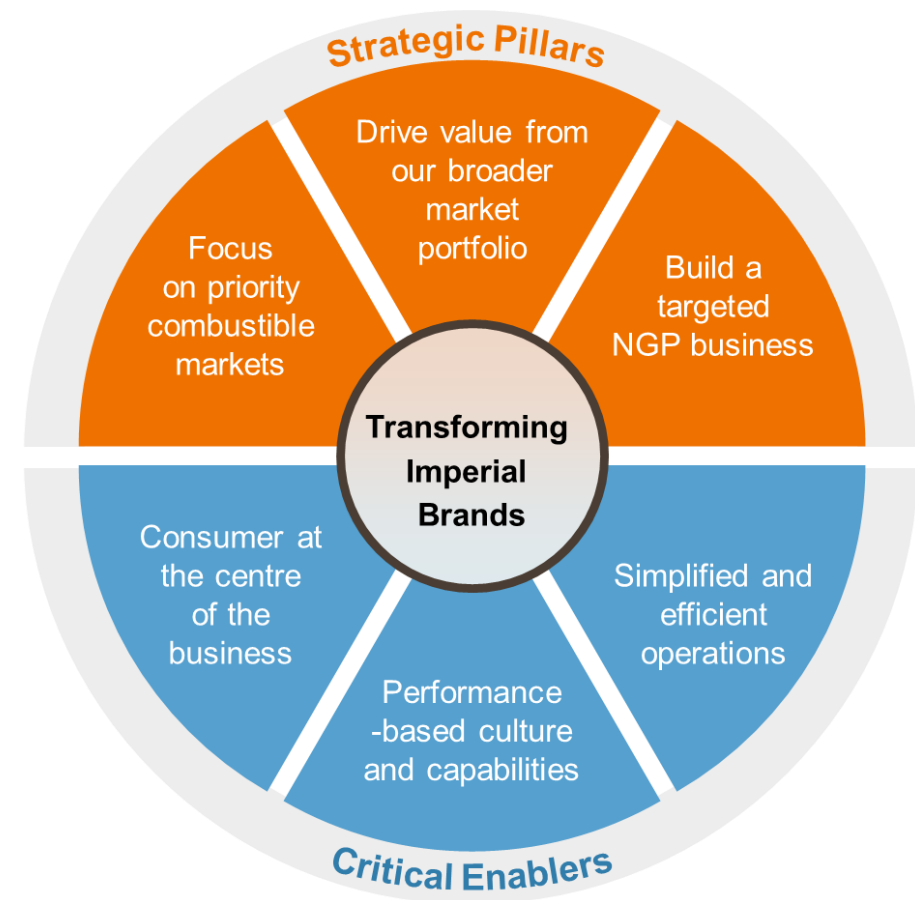 Strategic Pillars
Drive value from
our broader
market
portfolio
Focus
on priority
combustible
markets
Build a
targeted
NGP business
Transforming
Imperial
Brands
Consumer at
the centre
of the
business
Simplified and
efficient
operations
Performance
-based culture
and capabilities
Critical Enablers